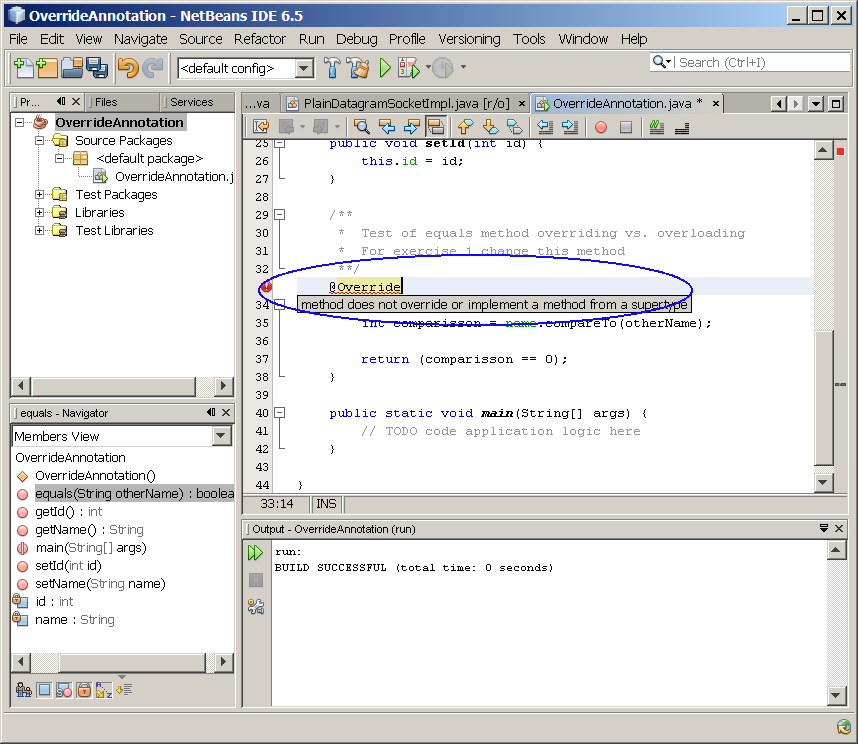 OverrideAnnotation - NetBeans IDE 6.5
File Edit View Navigate Source Refactor Run Debug Profile Versioning Tools Window Help
<default config>
Search (Ctrl+I)
Pr...
Files
Services
OverrideAnnotation
Source Packages
<default package>
OverrideAnnotation.j
Test Packages
Libraries
Test Libraries
...va
PlainDatagramSocketImpl.java [r/o]
OverrideAnnotation.java *
25 public void setId(int id) {
26 this.id = id;
27 }
28
29 /**
30 * Test of equals method overriding vs. overloading
31 * For exercise 1 change this method
32 **/
@Override
method does not override or implement a method from a supertype
34
35 int comparisson = name.compareTo(otherName);
36
37 return (comparisson == 0);
38 }
39
40 public static void main(String[] args) {
41 // TODO code application logic here
42 }
43
44 }
33:14 INS
equals - Navigator
Members View
OverrideAnnotation
OverrideAnnotation()
equals(String otherName) : boolea
getId() : int
getName() : String
main(String[] args)
setId(int id)
setName(String name)
id : int
name : String
Output - OverrideAnnotation (run)
run:
BUILD SUCCESSFUL (total time: 0 seconds)